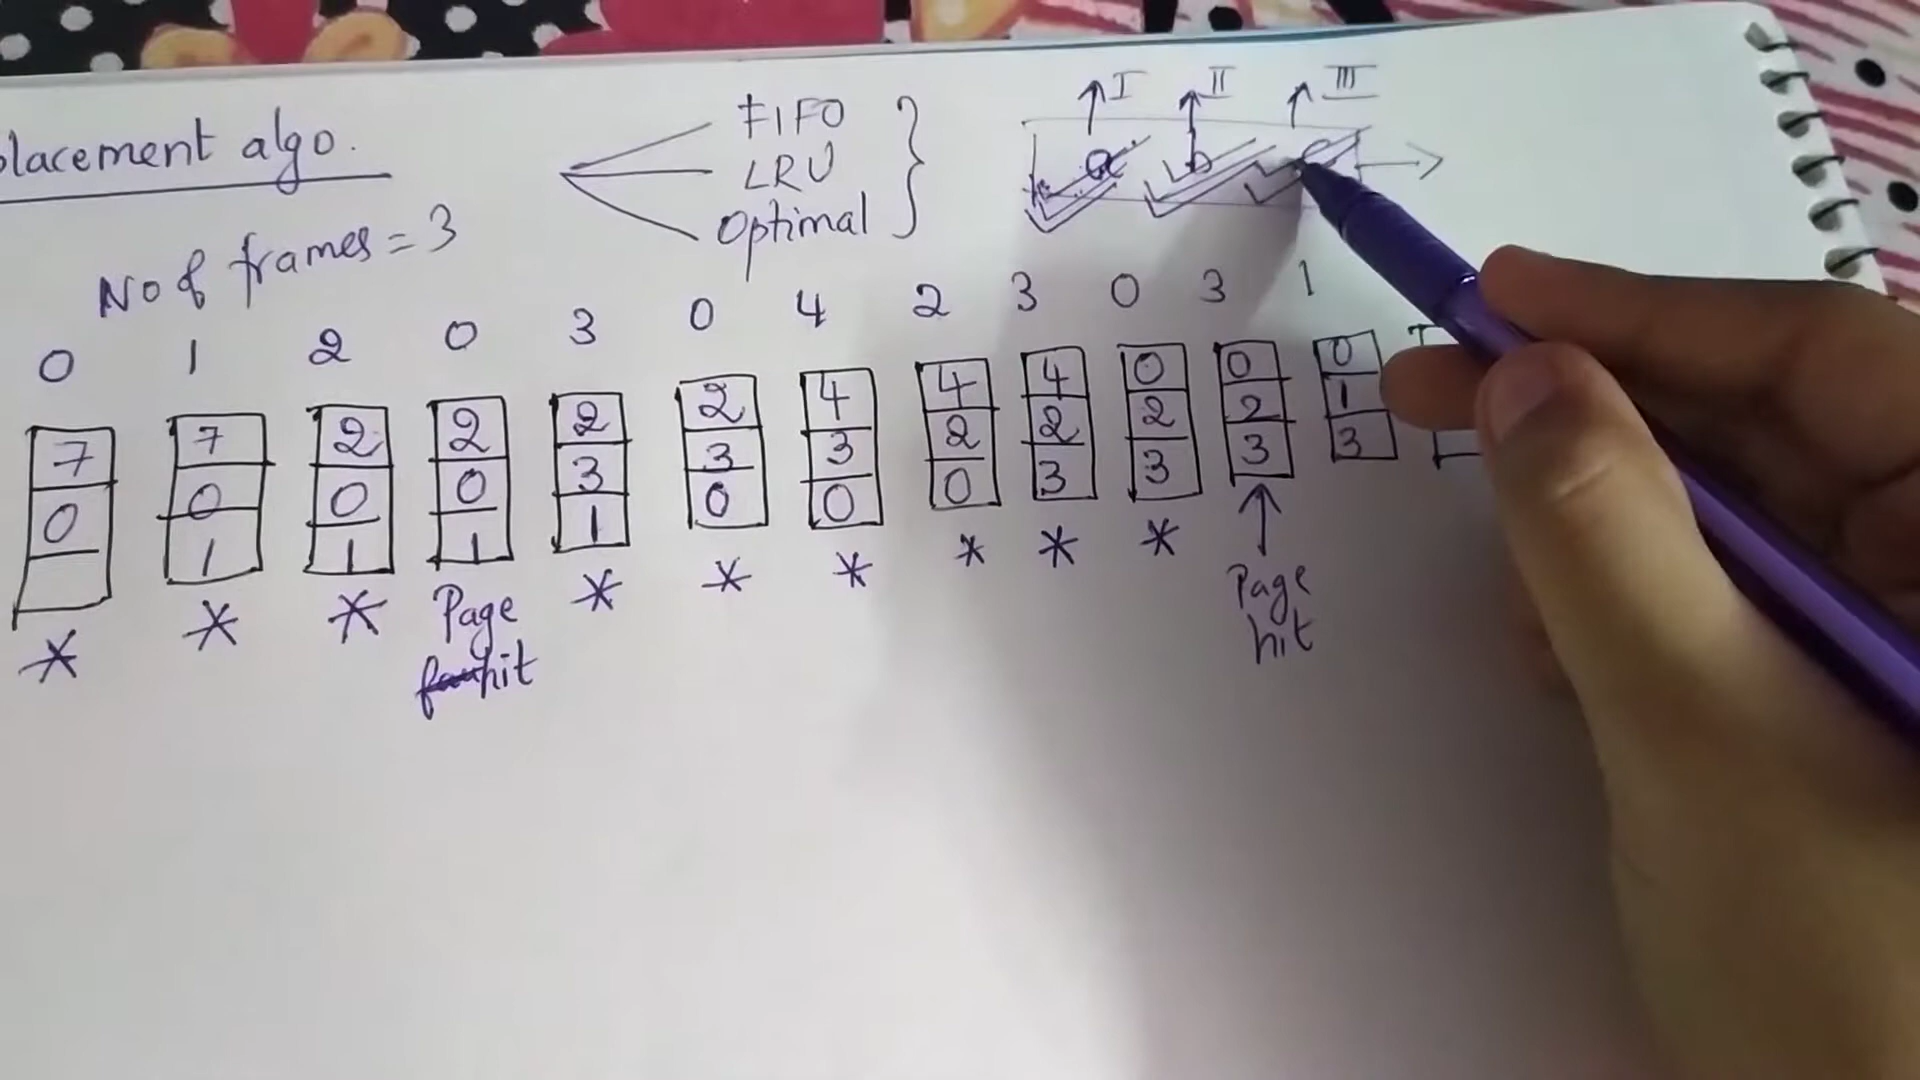 placement algo.
FIFO
LRU
Optimal
I II III
a b c
No of frames = 3
0 1 2 0 3 0 4 2 3 0 3 1
7 7 2 2 2 2 4 4 4 0 0 0
0 0 0 0 3 3 3 2 2 2 2 1
1 1 1 1 0 0 0 3 3 3 3
* * * Page hit * * * * * * Page hit